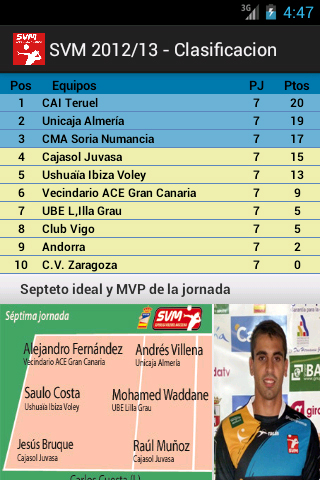 3G 4:47
SVM 2012/13 - Clasificacion
Pos Equipos PJ Ptos
1 CAI Teruel 7 20
2 Unicaja Almería 7 19
3 CMA Soria Numancia 7 17
4 Cajasol Juvasa 7 15
5 Ushuaïa Ibiza Voley 7 13
6 Vecindario ACE Gran Canaria 7 9
7 UBE L,Illa Grau 7 5
8 Club Vigo 7 5
9 Andorra 7 2
10 C.V. Zaragoza 7 0
Septeto ideal y MVP de la jornada
Séptima jornada SVM
Alejandro Fernández Andrés Villena
Vecindario ACE Gran Canaria Unicaja Almería
Saulo Costa Mohamed Waddane
Ushuaia Ibiza Voley UBE Illa Grau
Jesús Bruque Raúl Muñoz
Cajasol Juvasa Cajasol Juvasa
Carlos Cuesta (L)